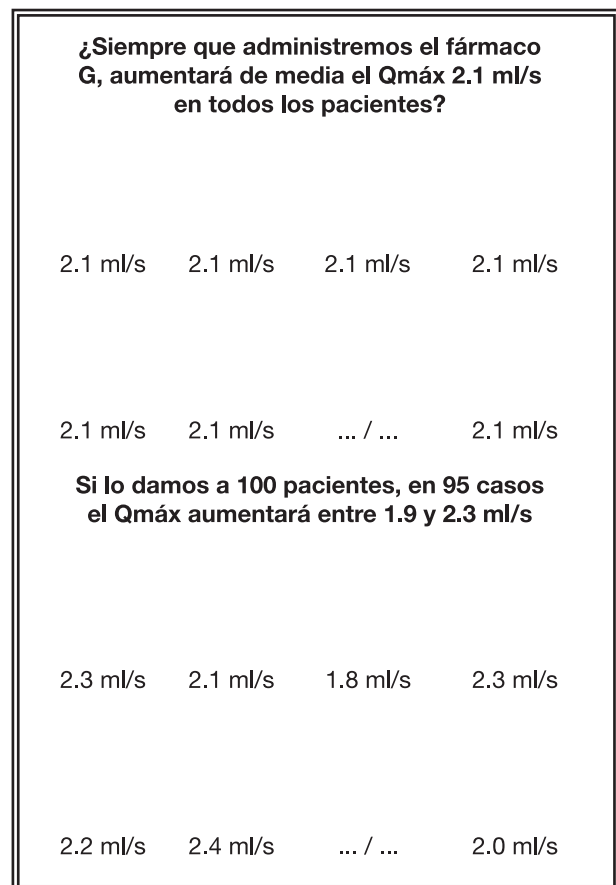 ¿Siempre que administremos el fármaco
G, aumentará de media el Qmáx 2.1 ml/s
en todos los pacientes?
2.1 ml/s 2.1 ml/s 2.1 ml/s 2.1 ml/s
2.1 ml/s 2.1 ml/s ... / ... 2.1 ml/s
Si lo damos a 100 pacientes, en 95 casos
el Qmáx aumentará entre 1.9 y 2.3 ml/s
2.3 ml/s 2.1 ml/s 1.8 ml/s 2.3 ml/s
2.2 ml/s 2.4 ml/s ... / ... 2.0 ml/s